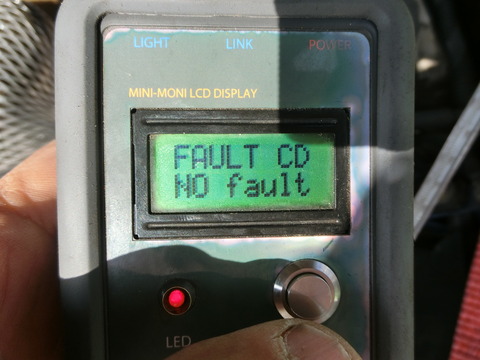 LIGHT LINK POWER
MINI-MONI LCD DISPLAY
FAULT CD
NO fault
LED